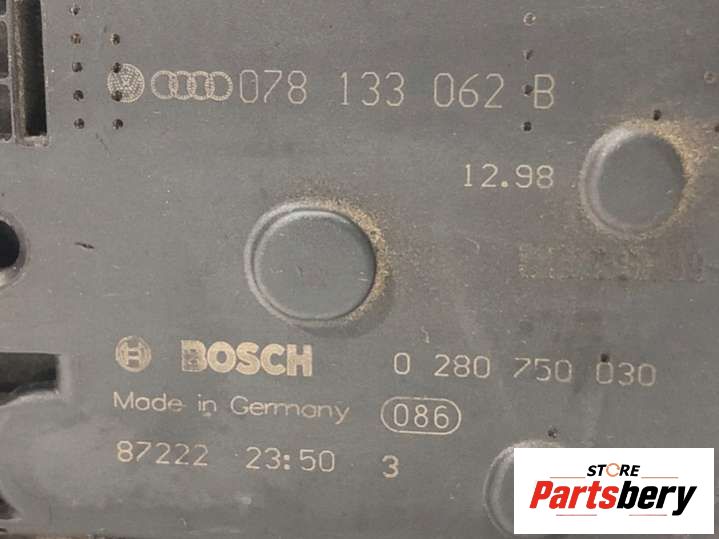 078 133 062 B
12.98
BOSCH 0 280 750 030
Made in Germany 086
87222 23:50 3
STORE
Partsbery